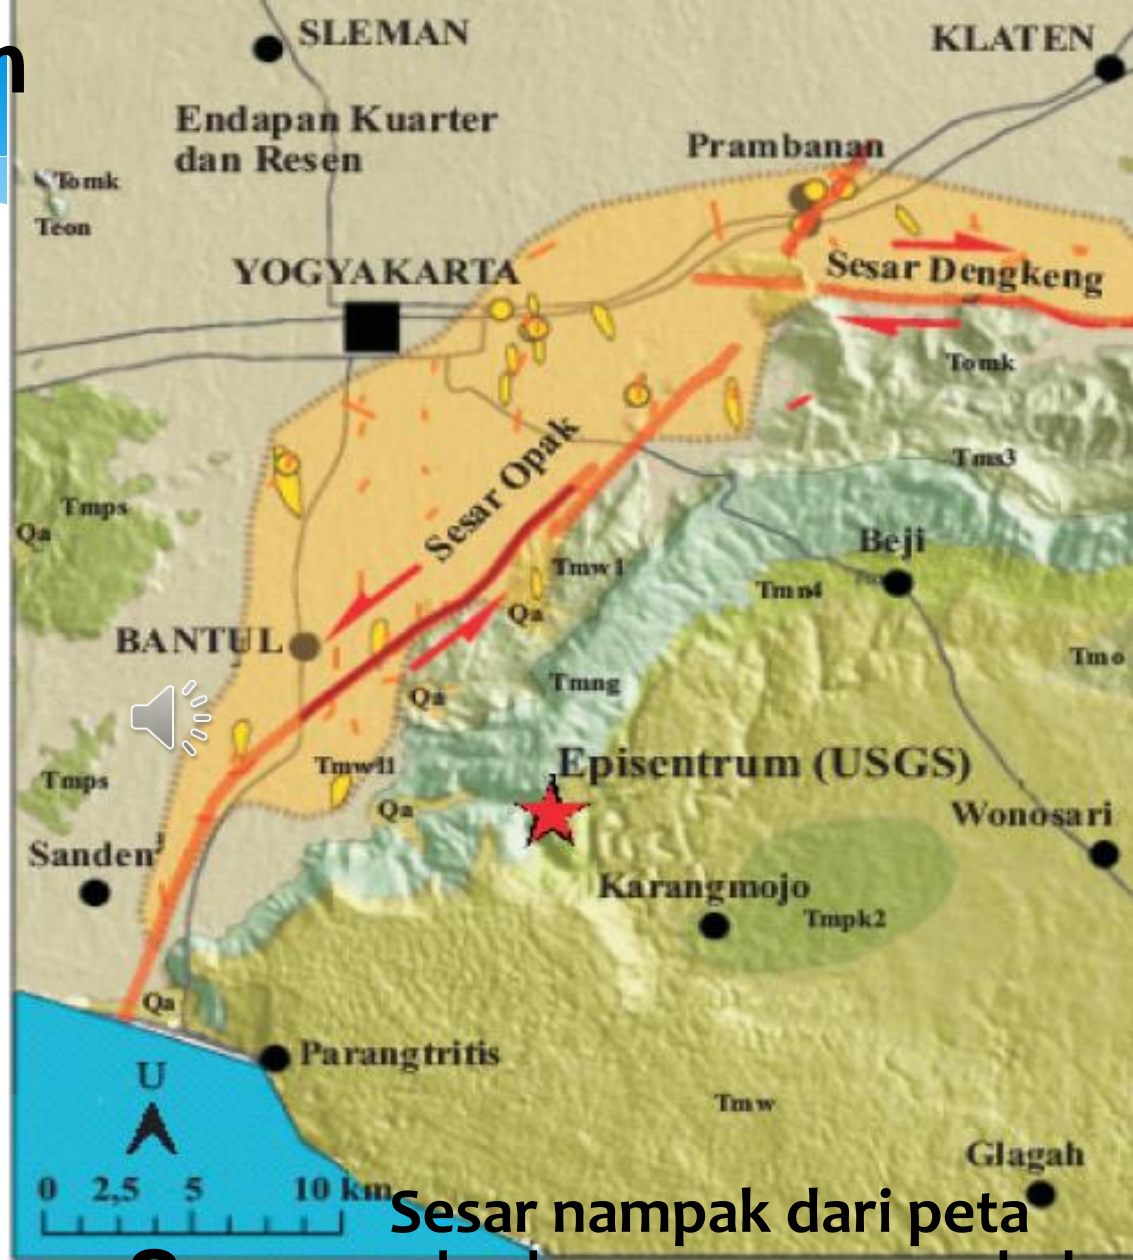 SLEMAN
KLATEN
Endapan Kuarter
dan Resen
Prambanan
Tomk
Teon
YOGYAKARTA
Sesar Dengkeng
Tomk
Sesar Opak
Tms3
Tmps
Qa
Beji
Tmw1
Tmn4
Qa
BANTUL
Tmo
Tmng
Qa
Episentrum (USGS)
Tmw11
Tmps
Qa
Wonosari
Sanden
Karangmojo
Tmpk2
Qa
Parangtritis
U
Tmw
Glagah
0 2,5 5 10 km
Sesar nampak dari peta